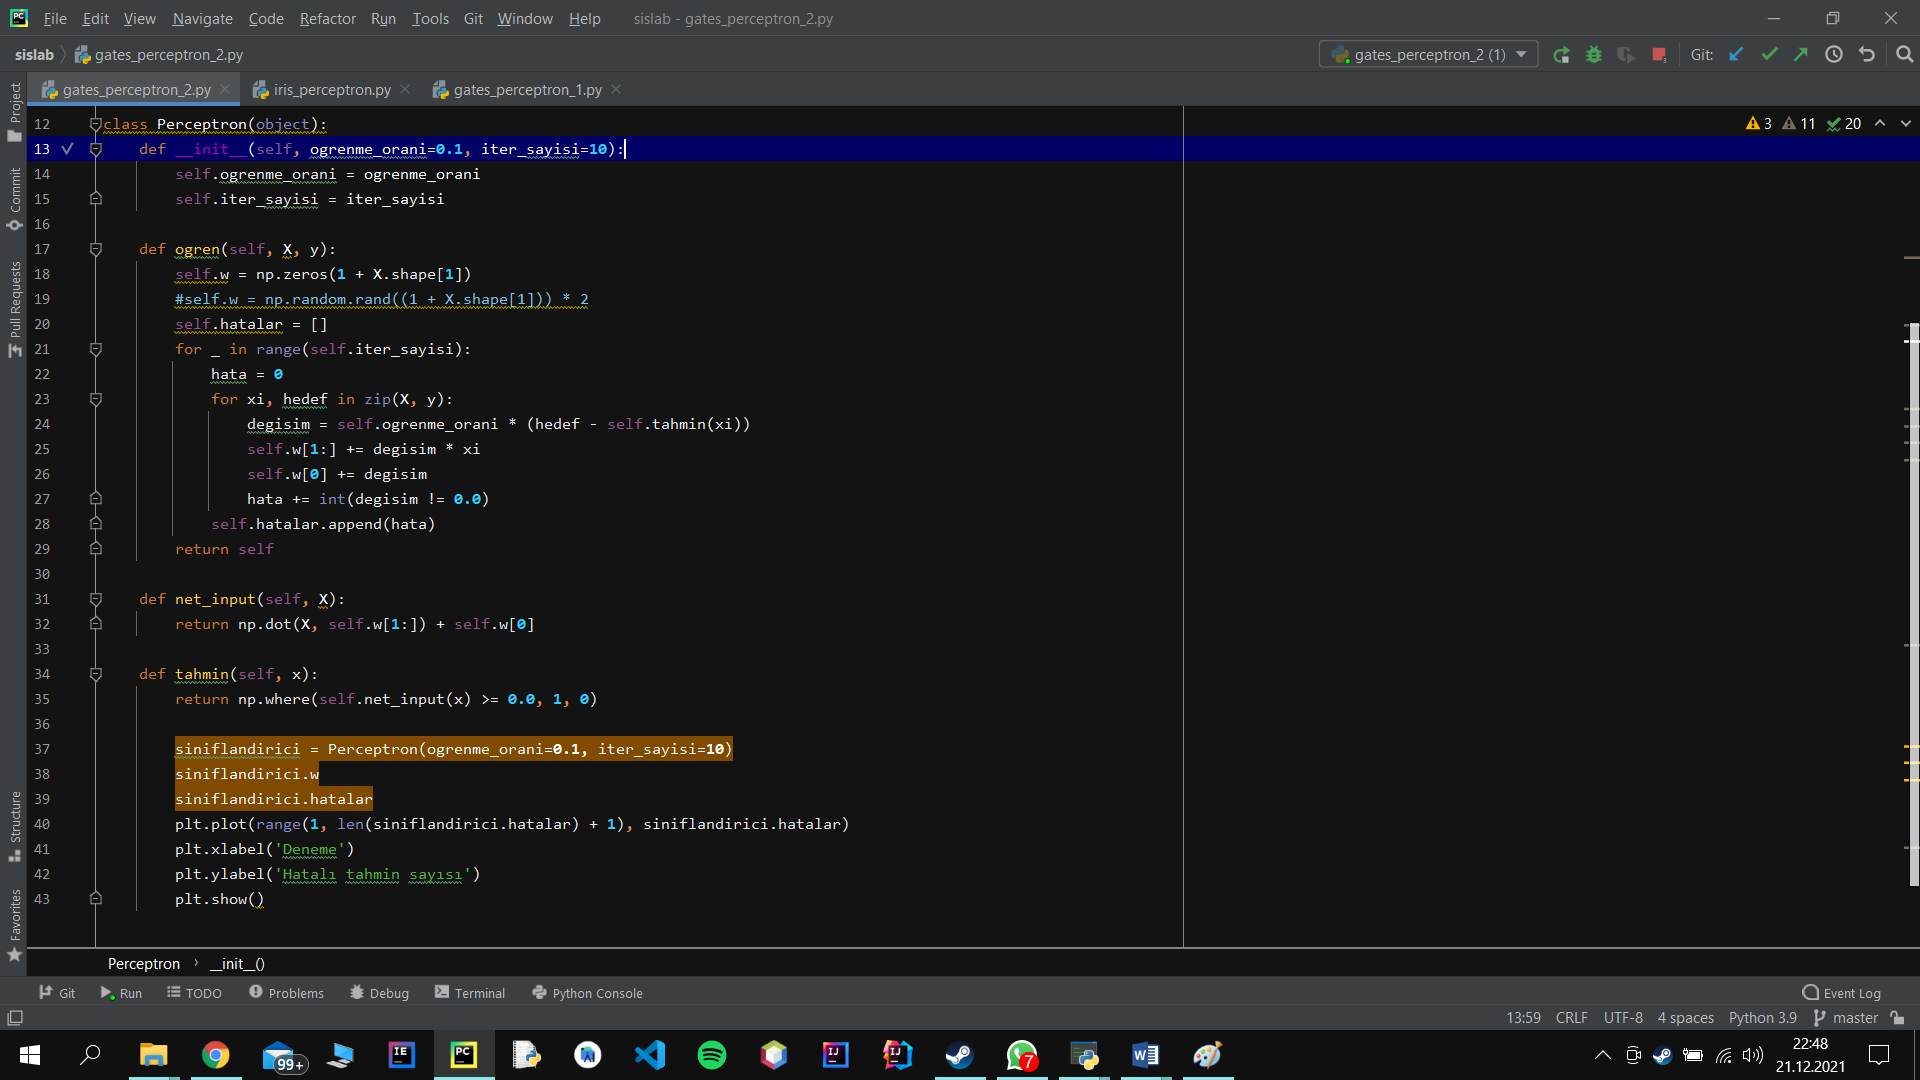 File Edit View Navigate Code Refactor Run Tools Git Window Help sislab - gates_perceptron_2.py
sislab gates_perceptron_2.py gates_perceptron_2 (1) Git:
gates_perceptron_2.py iris_perceptron.py gates_perceptron_1.py
Project
Commit
Pull Requests
Structure
Favorites
3 11 20
12 class Perceptron(object):
13 def __init__(self, ogrenme_orani=0.1, iter_sayisi=10):
14 self.ogrenme_orani = ogrenme_orani
15 self.iter_sayisi = iter_sayisi
16
17 def ogren(self, X, y):
18 self.w = np.zeros(1 + X.shape[1])
19 #self.w = np.random.rand((1 + X.shape[1])) * 2
20 self.hatalar = []
21 for _ in range(self.iter_sayisi):
22 hata = 0
23 for xi, hedef in zip(X, y):
24 degisim = self.ogrenme_orani * (hedef - self.tahmin(xi))
25 self.w[1:] += degisim * xi
26 self.w[0] += degisim
27 hata += int(degisim != 0.0)
28 self.hatalar.append(hata)
29 return self
30
31 def net_input(self, X):
32 return np.dot(X, self.w[1:]) + self.w[0]
33
34 def tahmin(self, x):
35 return np.where(self.net_input(x) >= 0.0, 1, 0)
36
37 siniflandirici = Perceptron(ogrenme_orani=0.1, iter_sayisi=10)
38 siniflandirici.w
39 siniflandirici.hatalar
40 plt.plot(range(1, len(siniflandirici.hatalar) + 1), siniflandirici.hatalar)
41 plt.xlabel('Deneme')
42 plt.ylabel('Hatalı tahmin sayısı')
43 plt.show()
Perceptron › __init__()
Git Run TODO Problems Debug Terminal Python Console Event Log
13:59 CRLF UTF-8 4 spaces Python 3.9 master
99+ IE PC IJ IJ 7 W
22:48
21.12.2021